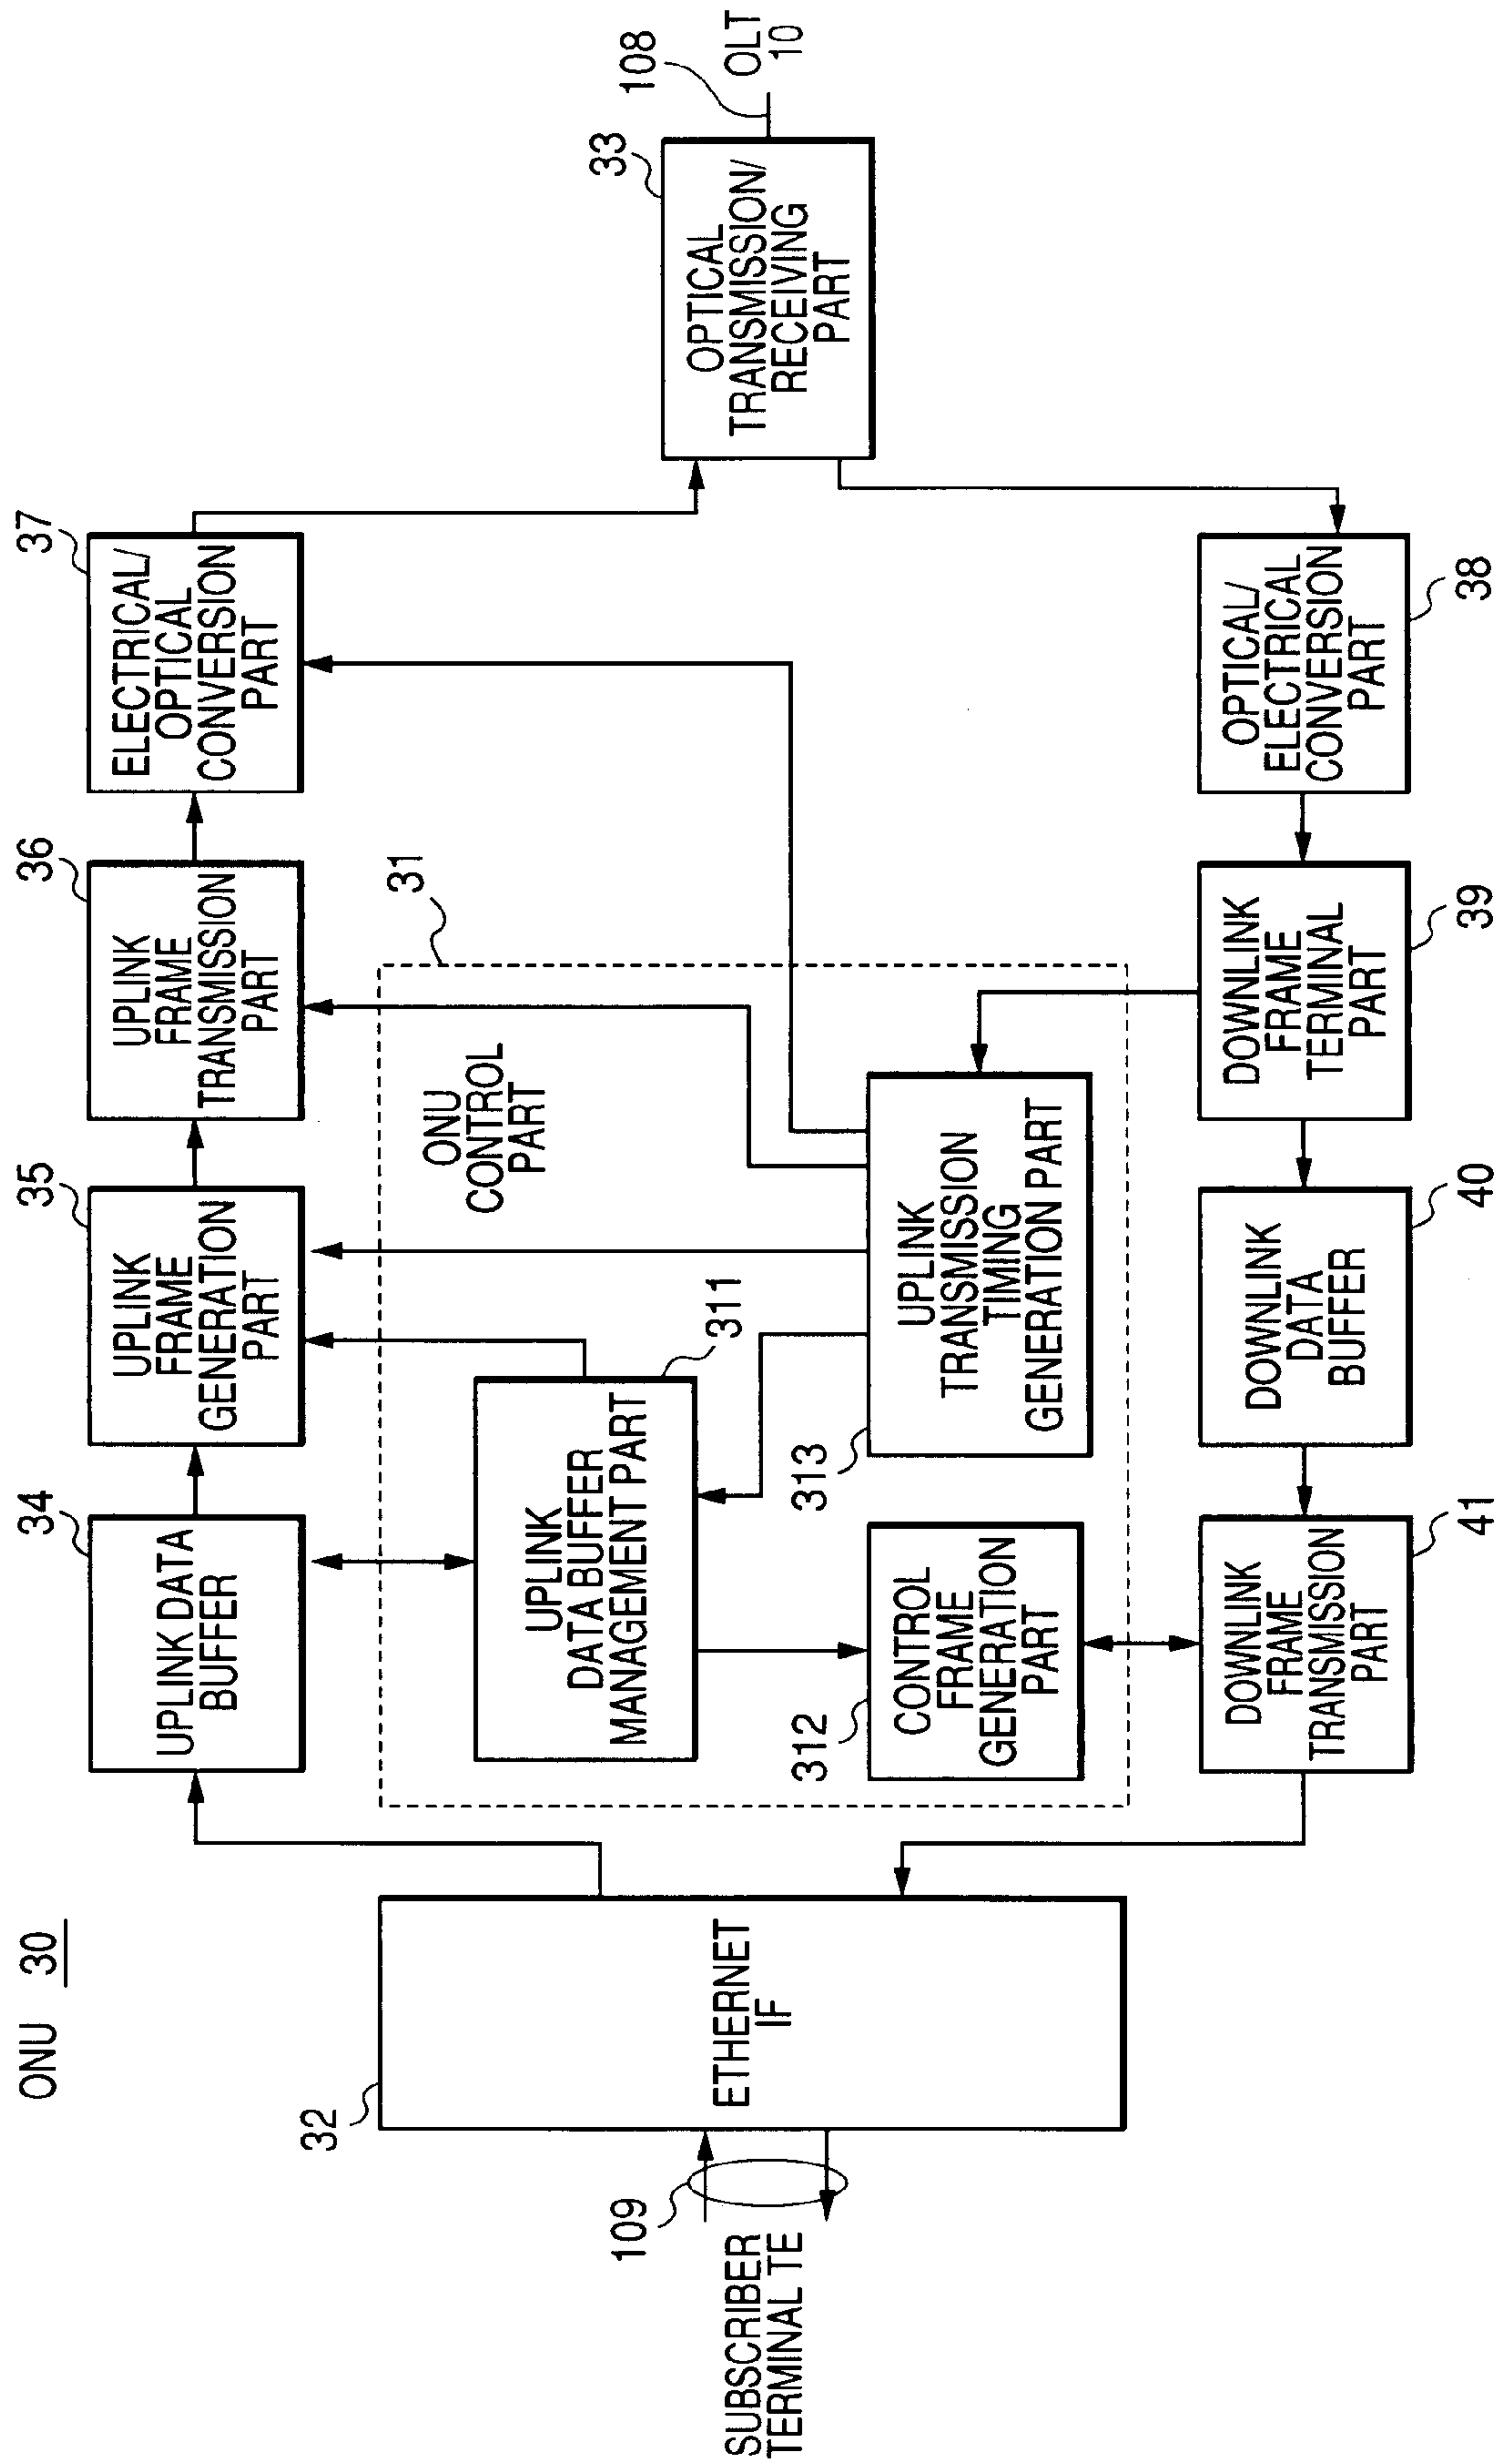 ONU 30
SUBSCRIBER
TERMINAL TE
109
32
ETHERNET
IF
34
UPLINK DATA
BUFFER
35
UPLINK
FRAME
GENERATION
PART
36
UPLINK
FRAME
TRANSMISSION
PART
37
ELECTRICAL/
OPTICAL
CONVERSION
PART
31
ONU
CONTROL
PART
311
UPLINK
DATA BUFFER
MANAGEMENT PART
312
CONTROL
FRAME
GENERATION
PART
313
UPLINK
TRANSMISSION
TIMING
GENERATION PART
33
OPTICAL
TRANSMISSION/
RECEIVING
PART
108
OLT
10
41
DOWNLINK
FRAME
TRANSMISSION
PART
40
DOWNLINK
DATA
BUFFER
39
DOWNLINK
FRAME
TERMINAL
PART
38
OPTICAL/
ELECTRICAL
CONVERSION
PART